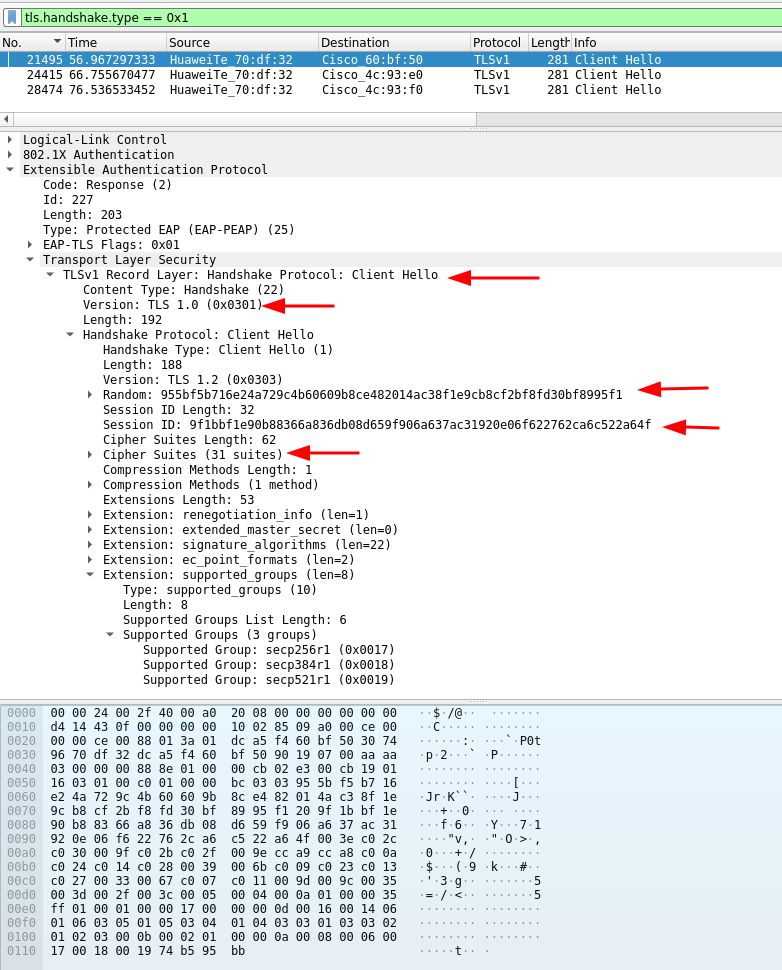 tls.handshake.type == 0x1
No. Time Source Destination Protocol Length Info
21495 56.967297333 HuaweiTe_70:df:32 Cisco_60:bf:50 TLSv1 281 Client Hello
24415 66.755670477 HuaweiTe_70:df:32 Cisco_4c:93:e0 TLSv1 281 Client Hello
28474 76.536533452 HuaweiTe_70:df:32 Cisco_4c:93:f0 TLSv1 281 Client Hello
Logical-Link Control
802.1X Authentication
Extensible Authentication Protocol
Code: Response (2)
Id: 227
Length: 203
Type: Protected EAP (EAP-PEAP) (25)
EAP-TLS Flags: 0x01
Transport Layer Security
TLSv1 Record Layer: Handshake Protocol: Client Hello
Content Type: Handshake (22)
Version: TLS 1.0 (0x0301)
Length: 192
Handshake Protocol: Client Hello
Handshake Type: Client Hello (1)
Length: 188
Version: TLS 1.2 (0x0303)
Random: 955bf5b716e24a729c4b60609b8ce482014ac38f1e9cb8cf2bf8fd30bf8995f1
Session ID Length: 32
Session ID: 9f1bbf1e90b88366a836db08d659f906a637ac31920e06f622762ca6c522a64f
Cipher Suites Length: 62
Cipher Suites (31 suites)
Compression Methods Length: 1
Compression Methods (1 method)
Extensions Length: 53
Extension: renegotiation_info (len=1)
Extension: extended_master_secret (len=0)
Extension: signature_algorithms (len=22)
Extension: ec_point_formats (len=2)
Extension: supported_groups (len=8)
Type: supported_groups (10)
Length: 8
Supported Groups List Length: 6
Supported Groups (3 groups)
Supported Group: secp256r1 (0x0017)
Supported Group: secp384r1 (0x0018)
Supported Group: secp521r1 (0x0019)
0000 00 00 24 00 2f 40 00 a0 20 08 00 00 00 00 00 00 ··$·/@·· ·······
0010 d4 14 43 0f 00 00 00 00 10 02 85 09 a0 00 ce 00 ··C····· ········
0020 00 00 ce 00 88 01 3a 01 dc a5 f4 60 bf 50 30 74 ······:· ···`·P0t
0030 96 70 df 32 dc a5 f4 60 bf 50 90 19 07 00 aa aa ·p·2···` ·P······
0040 03 00 00 00 88 8e 01 00 00 cb 02 e3 00 cb 19 01 ········ ········
0050 16 03 01 00 c0 01 00 00 bc 03 03 95 5b f5 b7 16 ········ ····[···
0060 e2 4a 72 9c 4b 60 60 9b 8c e4 82 01 4a c3 8f 1e ·Jr·K``· ····J···
0070 9c b8 cf 2b f8 fd 30 bf 89 95 f1 20 9f 1b bf 1e ···+··0· ··· ····
0080 90 b8 83 66 a8 36 db 08 d6 59 f9 06 a6 37 ac 31 ···f·6·· ·Y···7·1
0090 92 0e 06 f6 22 76 2c a6 c5 22 a6 4f 00 3e c0 2c ····"v,· ·"·O·>·,
00a0 c0 30 00 9f c0 2b c0 2f 00 9e cc a9 cc a8 c0 0a ·0···+·/ ········
00b0 c0 24 c0 14 c0 28 00 39 00 6b c0 09 c0 23 c0 13 ·$···(·9 ·k···#··
00c0 c0 27 00 33 00 67 c0 07 c0 11 00 9d 00 9c 00 35 ·'·3·g·· ·······5
00d0 00 3d 00 2f 00 3c 00 05 00 04 00 0a 01 00 00 35 ·=·/·<·· ·······5
00e0 ff 01 00 01 00 00 17 00 00 00 0d 00 16 00 14 06 ········ ········
00f0 01 06 03 05 01 05 03 04 01 04 03 03 01 03 03 02 ········ ········
0100 01 02 03 00 0b 00 02 01 00 00 0a 00 08 00 06 00 ········ ········
0110 17 00 18 00 19 74 b5 95 bb ·····t·· ·